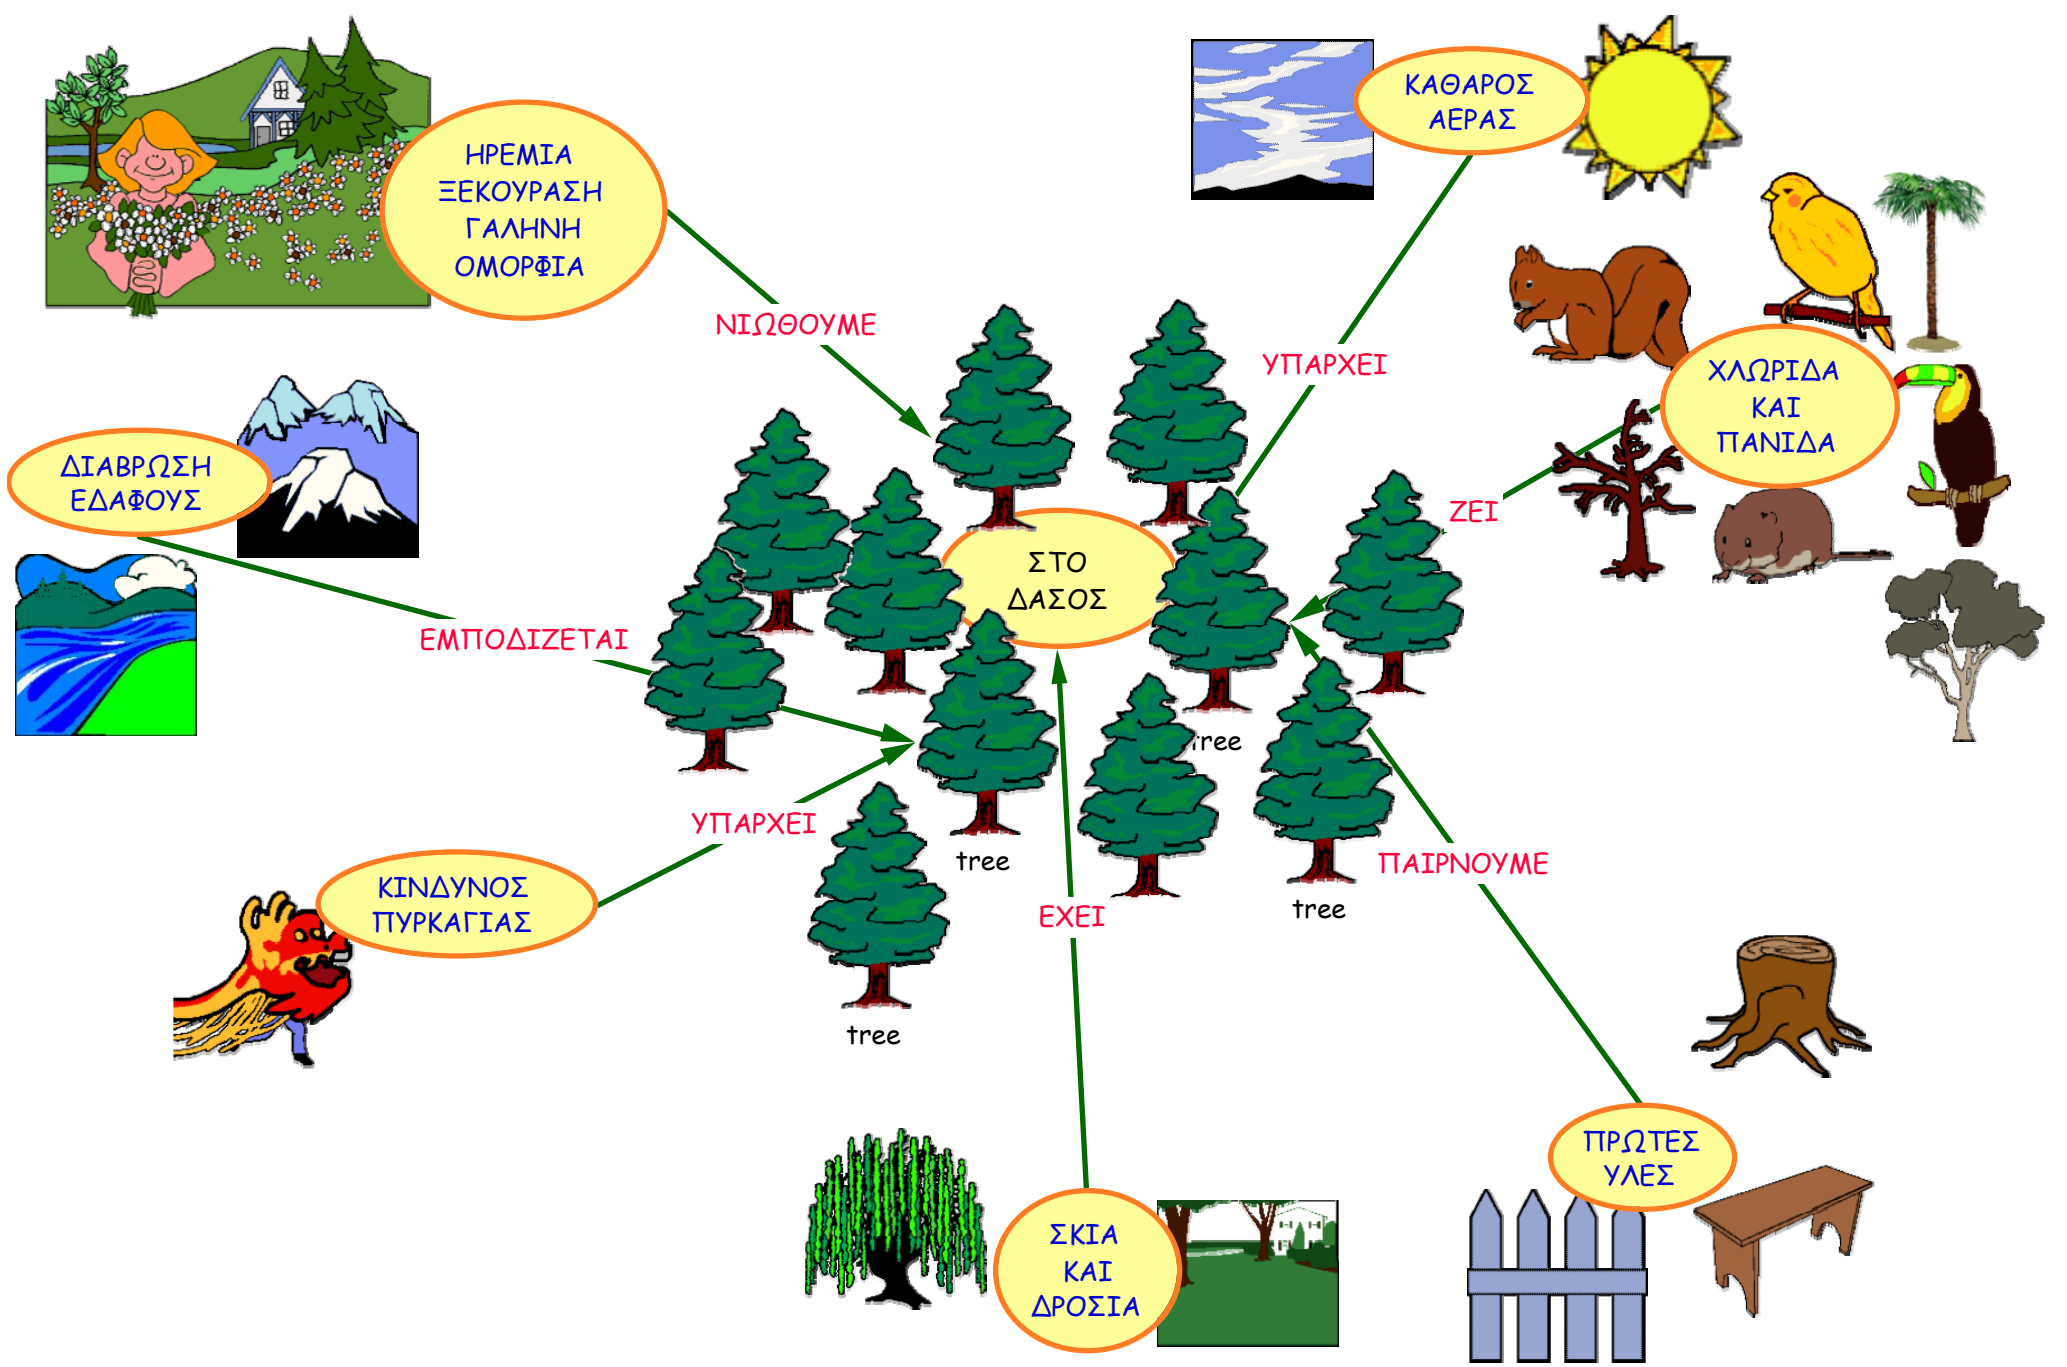 ΚΑΘΑΡΟΣ
ΑΕΡΑΣ
ΗΡΕΜΙΑ
ΞΕΚΟΥΡΑΣΗ
ΓΑΛΗΝΗ
ΟΜΟΡΦΙΑ
ΝΙΩΘΟΥΜΕ
ΥΠΑΡΧΕΙ
ΧΛΩΡΙΔΑ
ΚΑΙ
ΠΑΝΙΔΑ
ΖΕΙ
ΔΙΑΒΡΩΣΗ
ΕΔΑΦΟΥΣ
ΣΤΟ
ΔΑΣΟΣ
ΕΜΠΟΔΙΖΕΤΑΙ
tree
ΥΠΑΡΧΕΙ
tree
ΠΑΙΡΝΟΥΜΕ
ΚΙΝΔΥΝΟΣ
ΠΥΡΚΑΓΙΑΣ
ΕΧΕΙ
tree
tree
ΠΡΩΤΕΣ
ΥΛΕΣ
ΣΚΙΑ
ΚΑΙ
ΔΡΟΣΙΑ